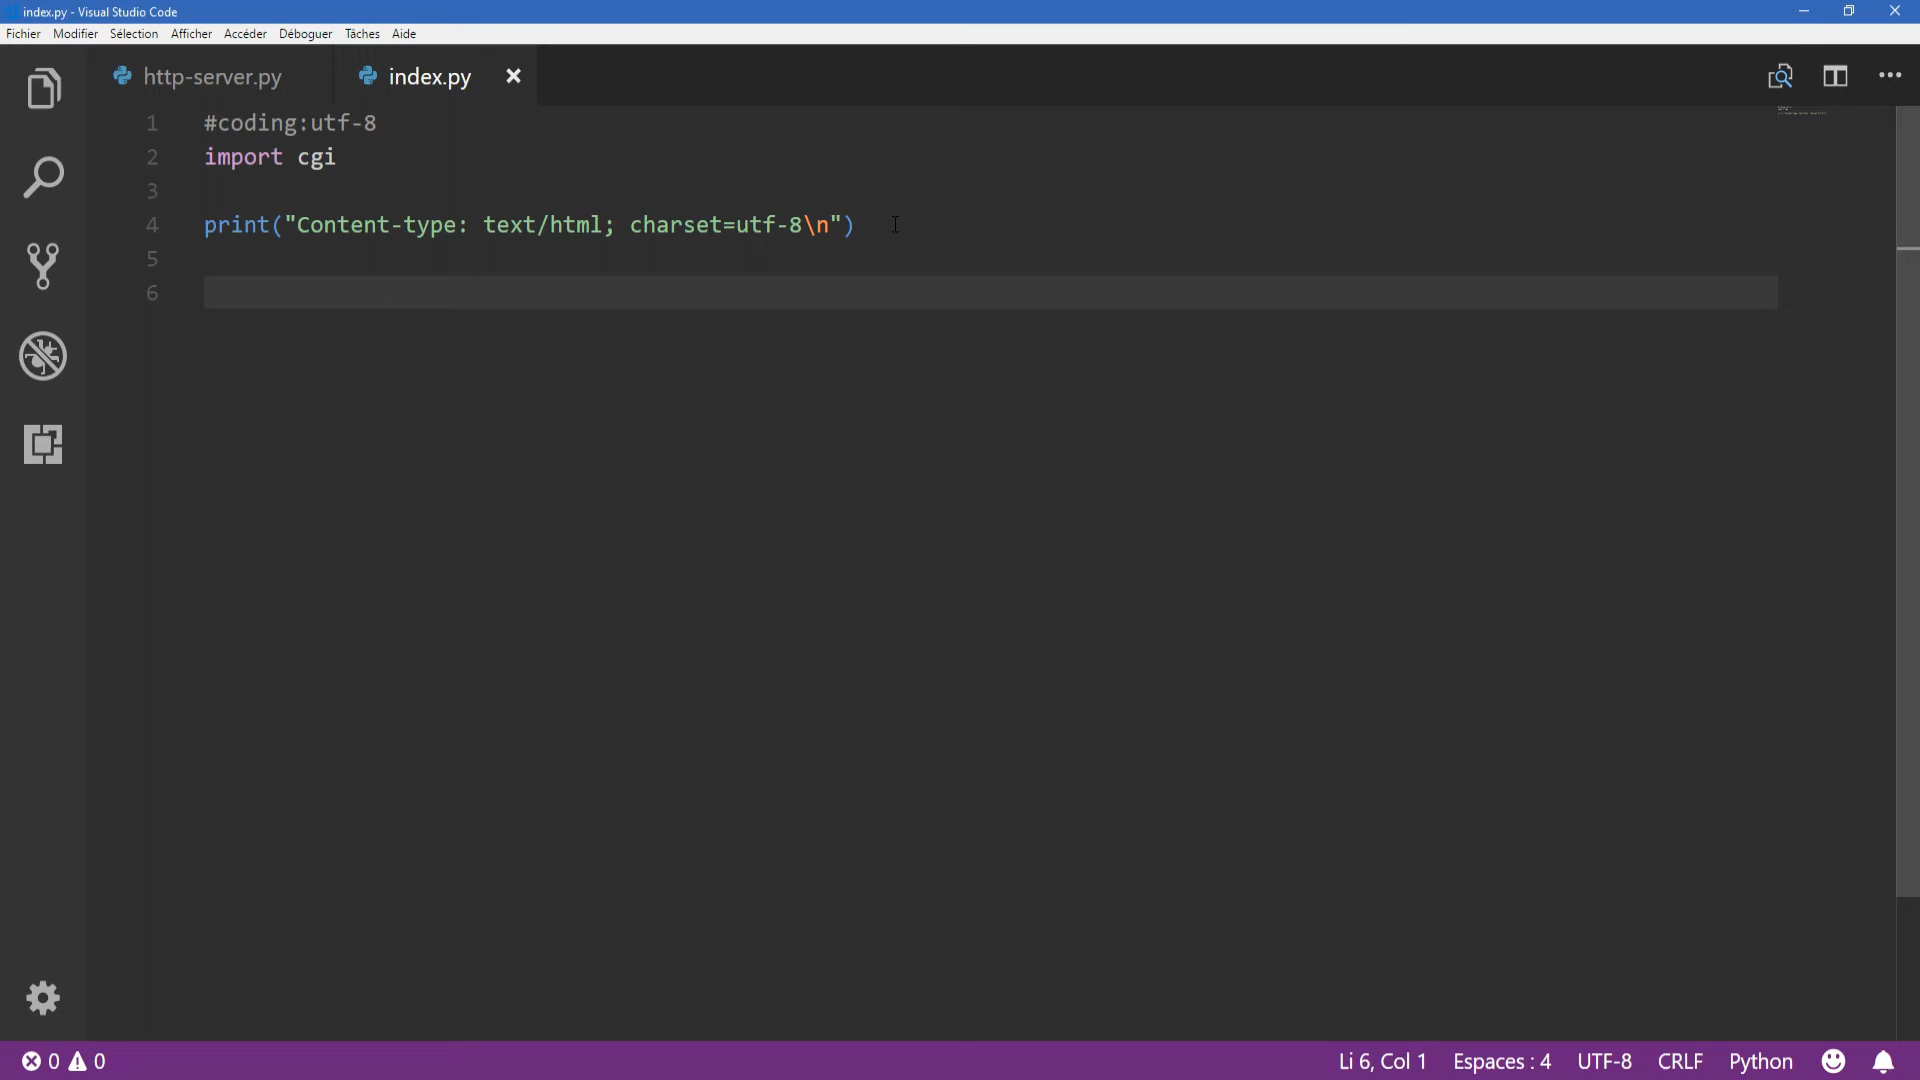 index.py - Visual Studio Code
Fichier Modifier Sélection Afficher Accéder Déboguer Tâches Aide
http-server.py index.py
1 #coding:utf-8
2 import cgi
3
4 print("Content-type: text/html; charset=utf-8\n")
5
6
0 0 Li 6, Col 1 Espaces : 4 UTF-8 CRLF Python